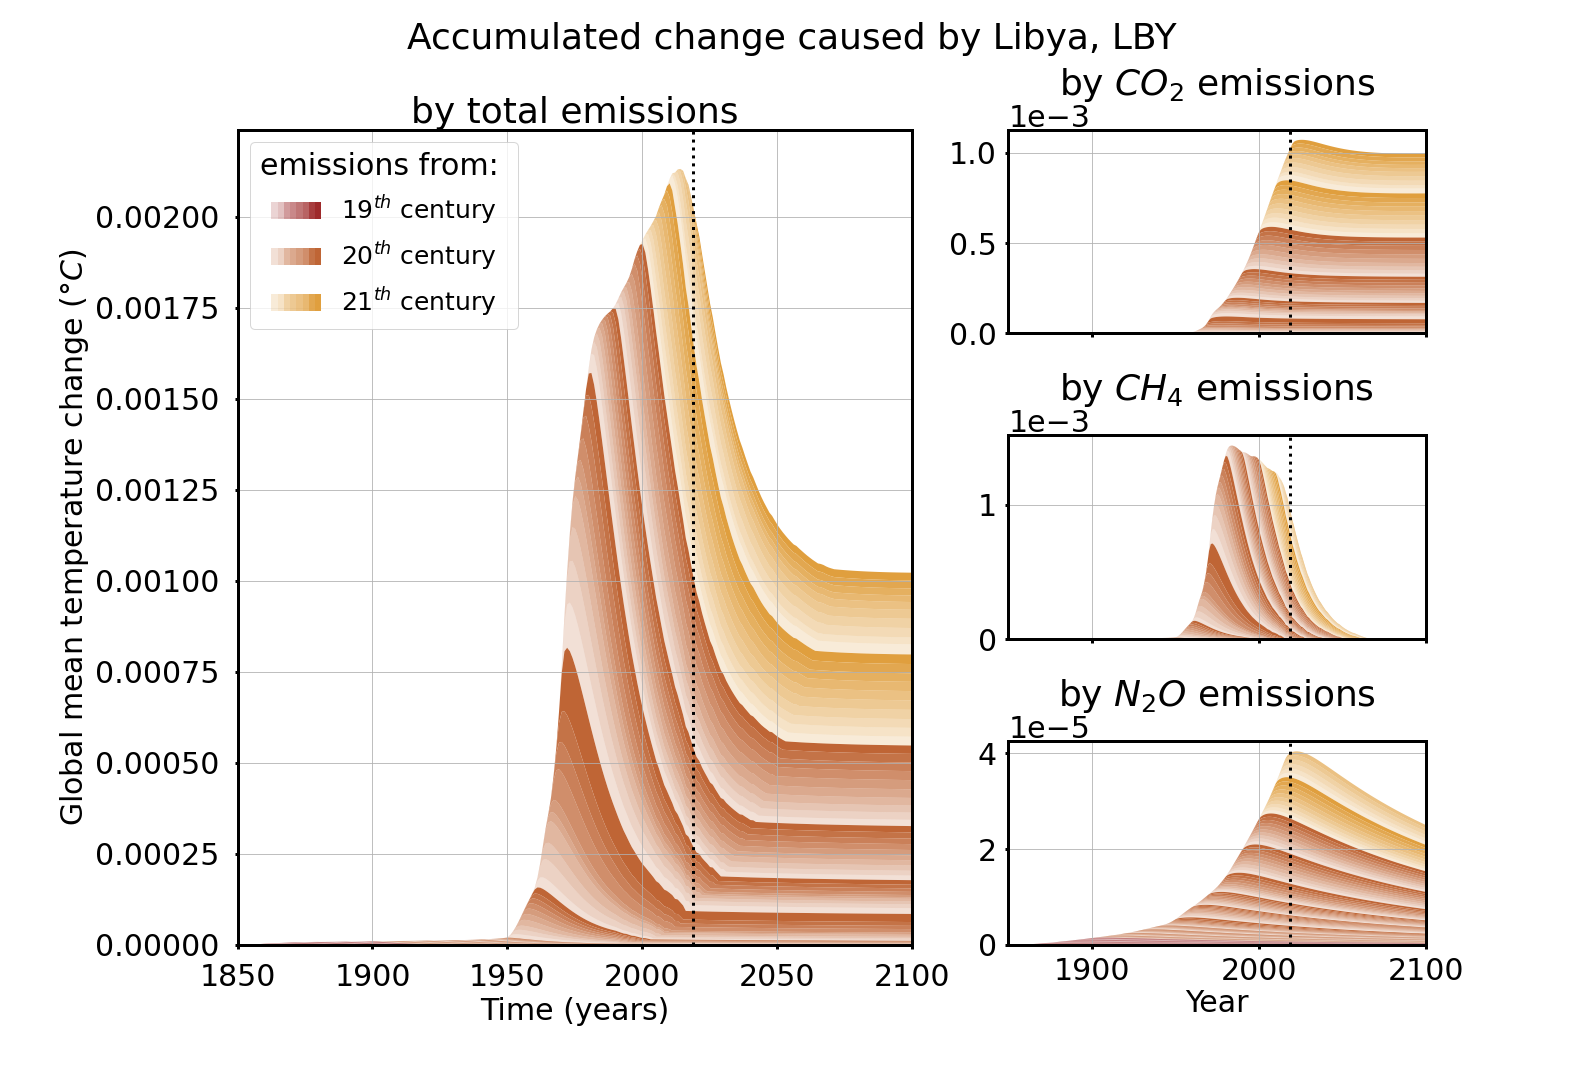 Accumulated change caused by Libya, LBY
by total emissions
emissions from:
19th century
20th century
21th century
0.00200
0.00175
0.00150
0.00125
0.00100
0.00075
0.00050
0.00025
0.00000
Global mean temperature change (°C)
1850 1900 1950 2000 2050 2100
Time (years)
by CO2 emissions
1e−3
1.0
0.5
0.0
by CH4 emissions
1e−3
1
0
by N2O emissions
1e−5
4
2
0
1900 2000 2100
Year